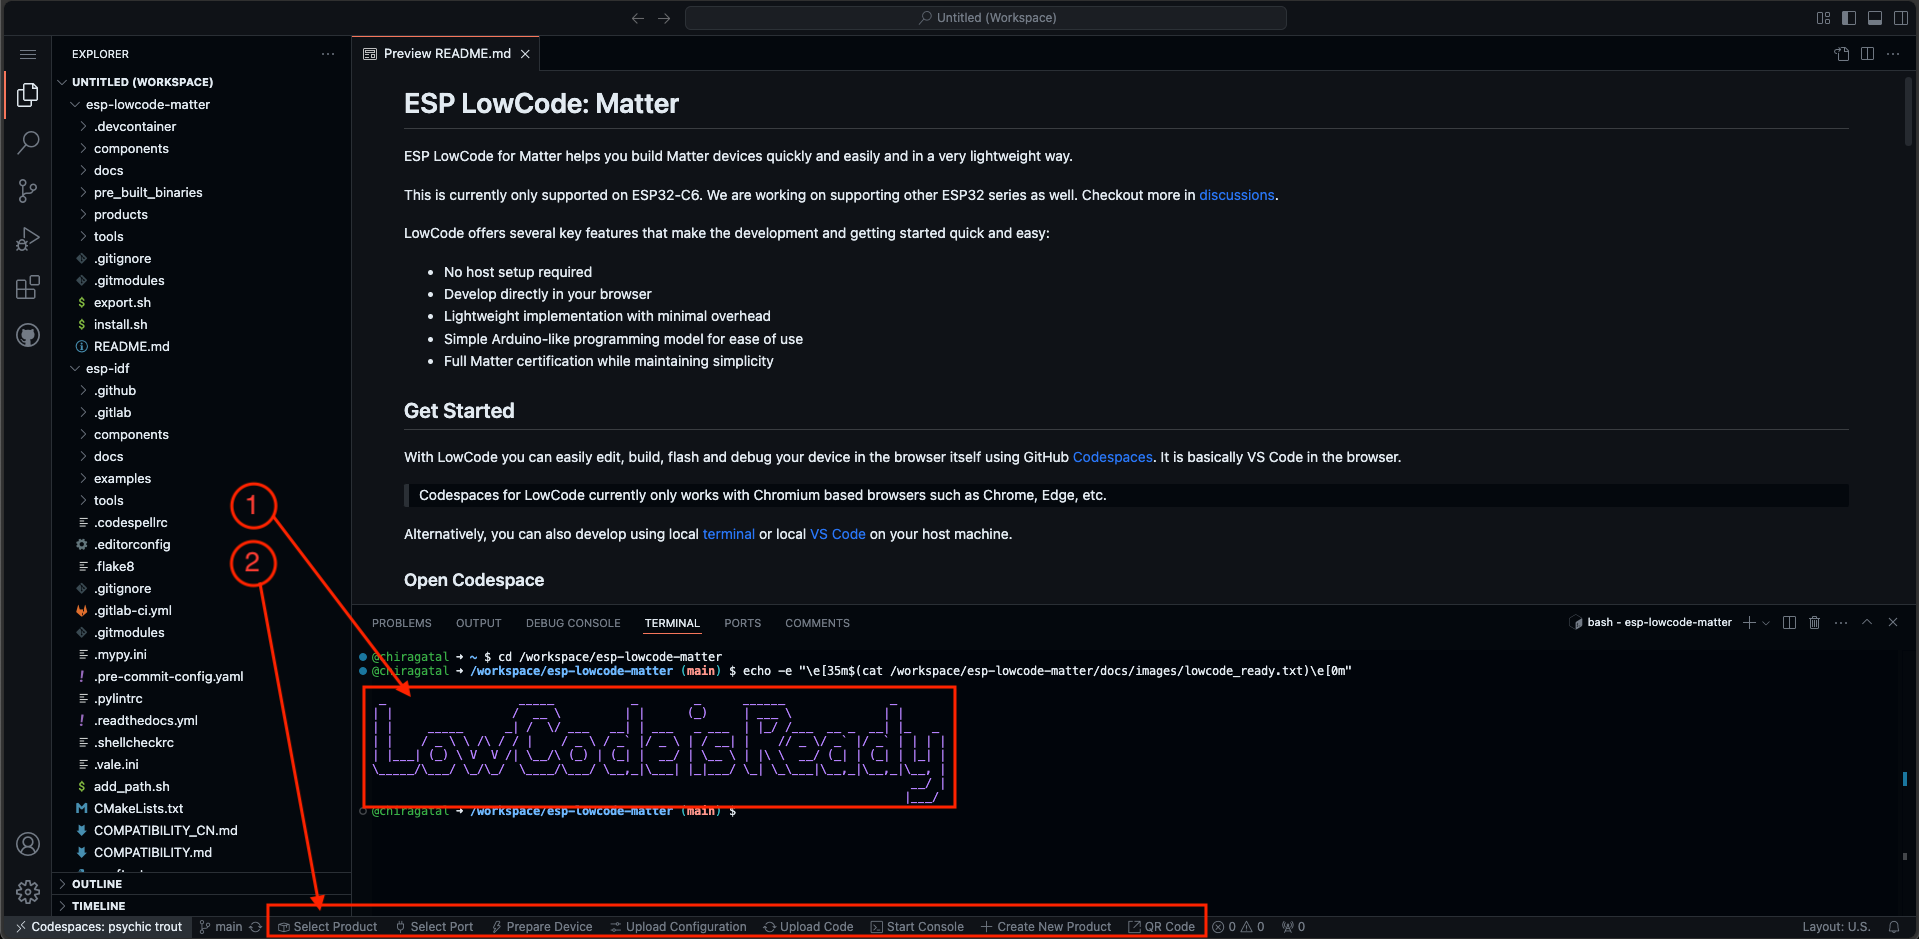 Untitled (Workspace)
EXPLORER
UNTITLED (WORKSPACE)
esp-lowcode-matter
.devcontainer
components
docs
pre_built_binaries
products
tools
.gitignore
.gitmodules
$ export.sh
$ install.sh
README.md
esp-idf
.github
.gitlab
components
docs
examples
tools
.codespellrc
.editorconfig
.flake8
.gitignore
.gitlab-ci.yml
.gitmodules
.mypy.ini
! .pre-commit-config.yaml
.pylintrc
! .readthedocs.yml
.shellcheckrc
.vale.ini
$ add_path.sh
M CMakeLists.txt
COMPATIBILITY_CN.md
COMPATIBILITY.md
OUTLINE
TIMELINE
1
2
Preview README.md
ESP LowCode: Matter
ESP LowCode for Matter helps you build Matter devices quickly and easily and in a very lightweight way.
This is currently only supported on ESP32-C6. We are working on supporting other ESP32 series as well. Checkout more in discussions.
LowCode offers several key features that make the development and getting started quick and easy:
• No host setup required
• Develop directly in your browser
• Lightweight implementation with minimal overhead
• Simple Arduino-like programming model for ease of use
• Full Matter certification while maintaining simplicity
Get Started
With LowCode you can easily edit, build, flash and debug your device in the browser itself using GitHub Codespaces. It is basically VS Code in the browser.
Codespaces for LowCode currently only works with Chromium based browsers such as Chrome, Edge, etc.
Alternatively, you can also develop using local terminal or local VS Code on your host machine.
Open Codespace
PROBLEMS OUTPUT DEBUG CONSOLE TERMINAL PORTS COMMENTS
bash - esp-lowcode-matter
@chiragatal ➜ ~ $ cd /workspace/esp-lowcode-matter
@chiragatal ➜ /workspace/esp-lowcode-matter (main) $ echo -e "\e[35m$(cat /workspace/esp-lowcode-matter/docs/images/lowcode_ready.txt)\e[0m"
LowCode is Ready
@chiragatal ➜ /workspace/esp-lowcode-matter (main) $
Codespaces: psychic trout main Select Product Select Port Prepare Device Upload Configuration Upload Code Start Console Create New Product QR Code 0 0 0 Layout: U.S.